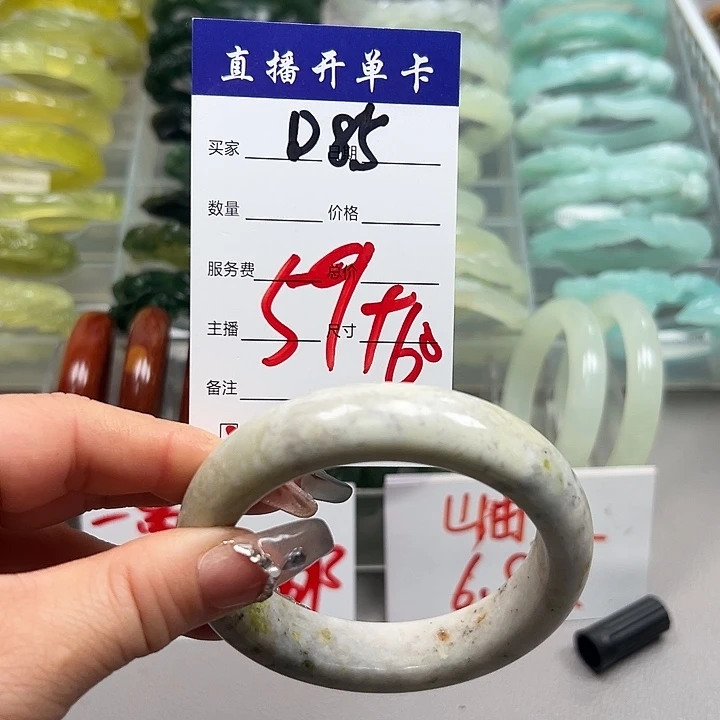 直播开单卡
D85
买家 日期
数量 价格
服务费 总价
59+60
主播 尺寸
备注